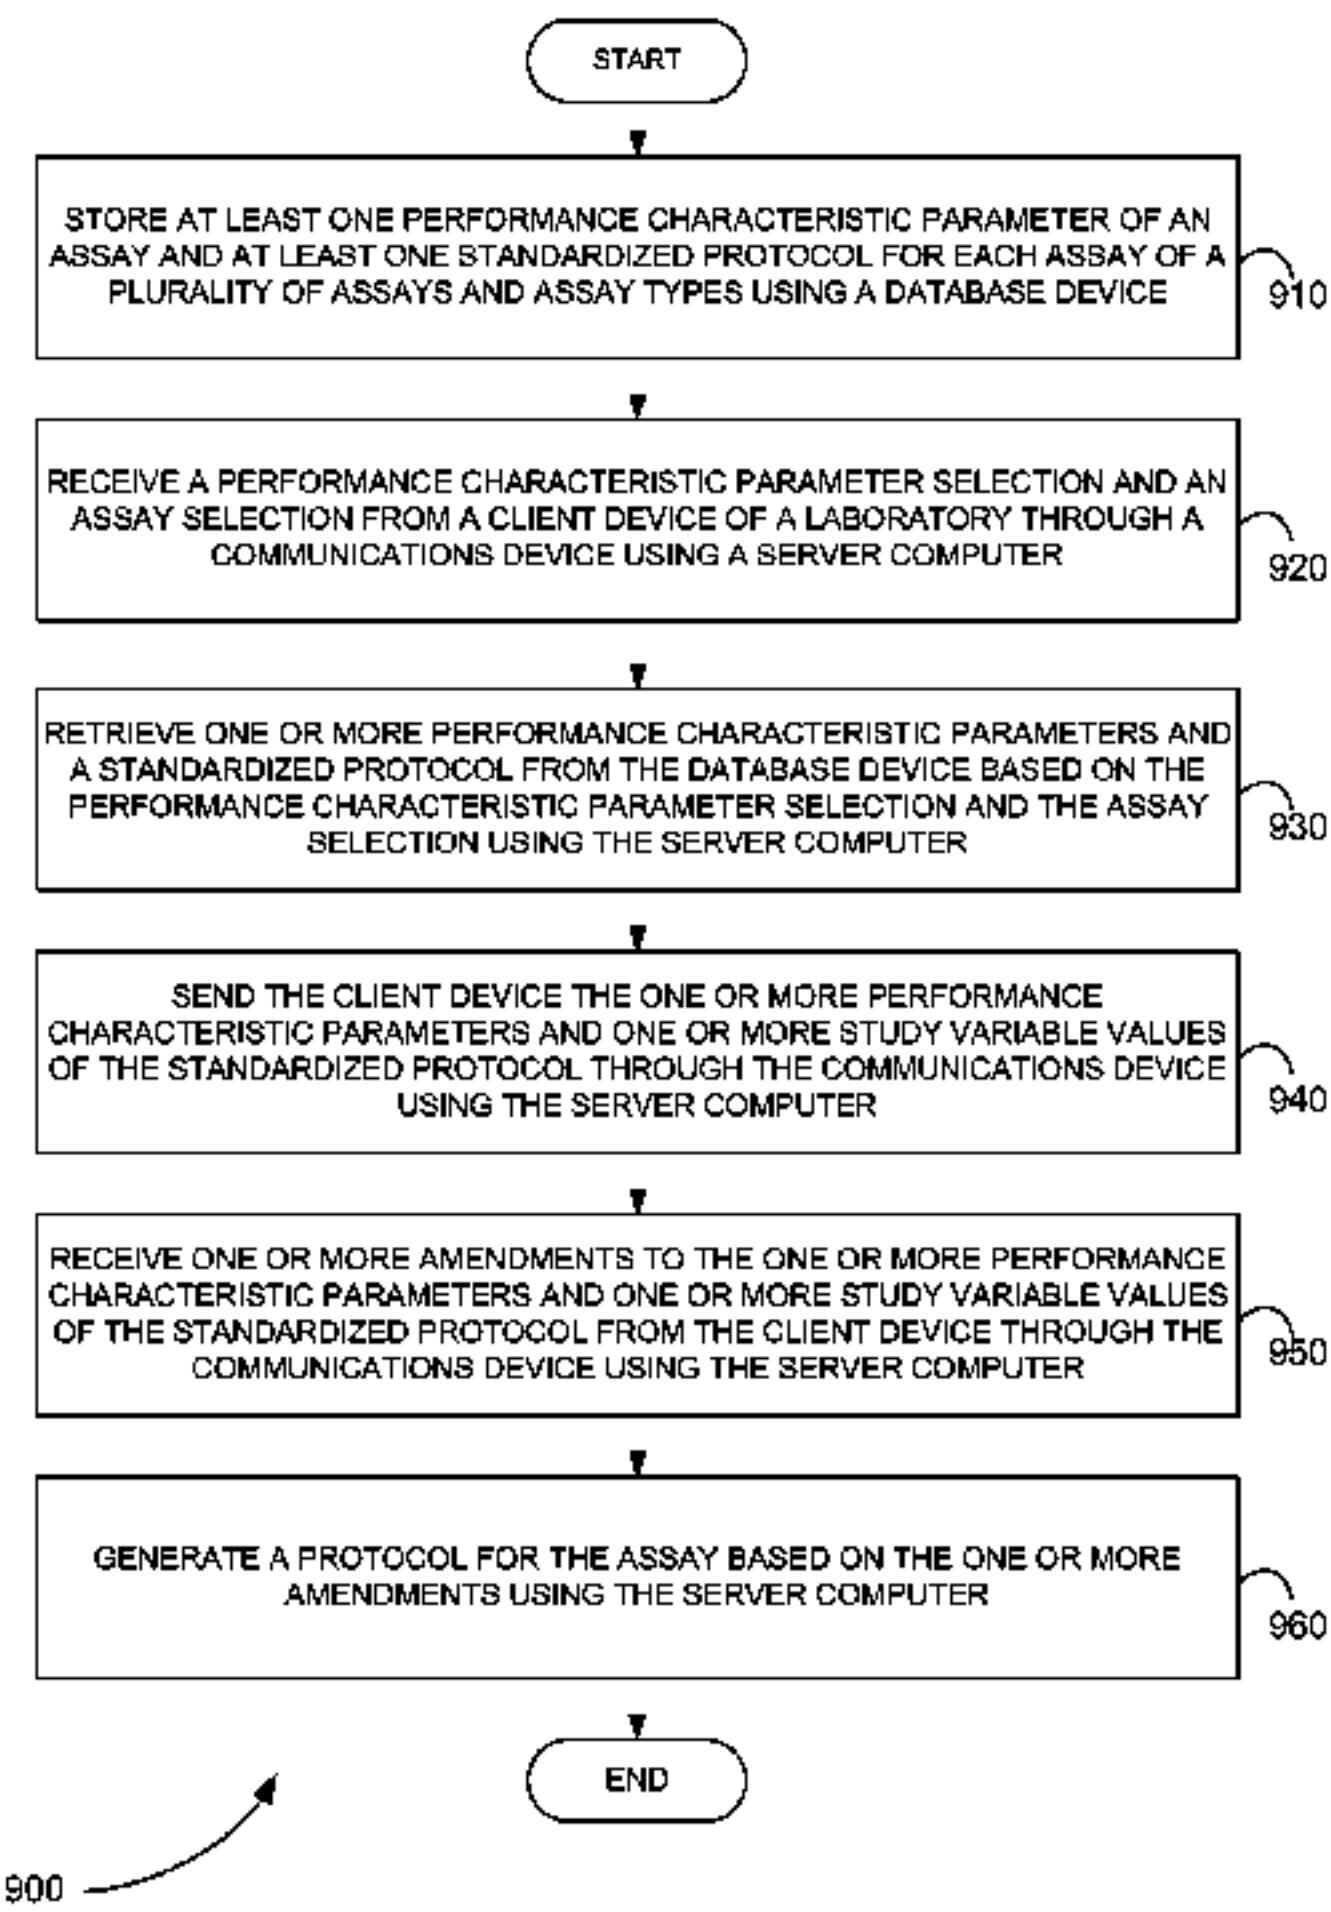 START
STORE AT LEAST ONE PERFORMANCE CHARACTERISTIC PARAMETER OF AN
ASSAY AND AT LEAST ONE STANDARDIZED PROTOCOL FOR EACH ASSAY OF A
PLURALITY OF ASSAYS AND ASSAY TYPES USING A DATABASE DEVICE
910
RECEIVE A PERFORMANCE CHARACTERISTIC PARAMETER SELECTION AND AN
ASSAY SELECTION FROM A CLIENT DEVICE OF A LABORATORY THROUGH A
COMMUNICATIONS DEVICE USING A SERVER COMPUTER
920
RETRIEVE ONE OR MORE PERFORMANCE CHARACTERISTIC PARAMETERS AND
A STANDARDIZED PROTOCOL FROM THE DATABASE DEVICE BASED ON THE
PERFORMANCE CHARACTERISTIC PARAMETER SELECTION AND THE ASSAY
SELECTION USING THE SERVER COMPUTER
930
SEND THE CLIENT DEVICE THE ONE OR MORE PERFORMANCE
CHARACTERISTIC PARAMETERS AND ONE OR MORE STUDY VARIABLE VALUES
OF THE STANDARDIZED PROTOCOL THROUGH THE COMMUNICATIONS DEVICE
USING THE SERVER COMPUTER
940
RECEIVE ONE OR MORE AMENDMENTS TO THE ONE OR MORE PERFORMANCE
CHARACTERISTIC PARAMETERS AND ONE OR MORE STUDY VARIABLE VALUES
OF THE STANDARDIZED PROTOCOL FROM THE CLIENT DEVICE THROUGH THE
COMMUNICATIONS DEVICE USING THE SERVER COMPUTER
950
GENERATE A PROTOCOL FOR THE ASSAY BASED ON THE ONE OR MORE
AMENDMENTS USING THE SERVER COMPUTER
960
END
900